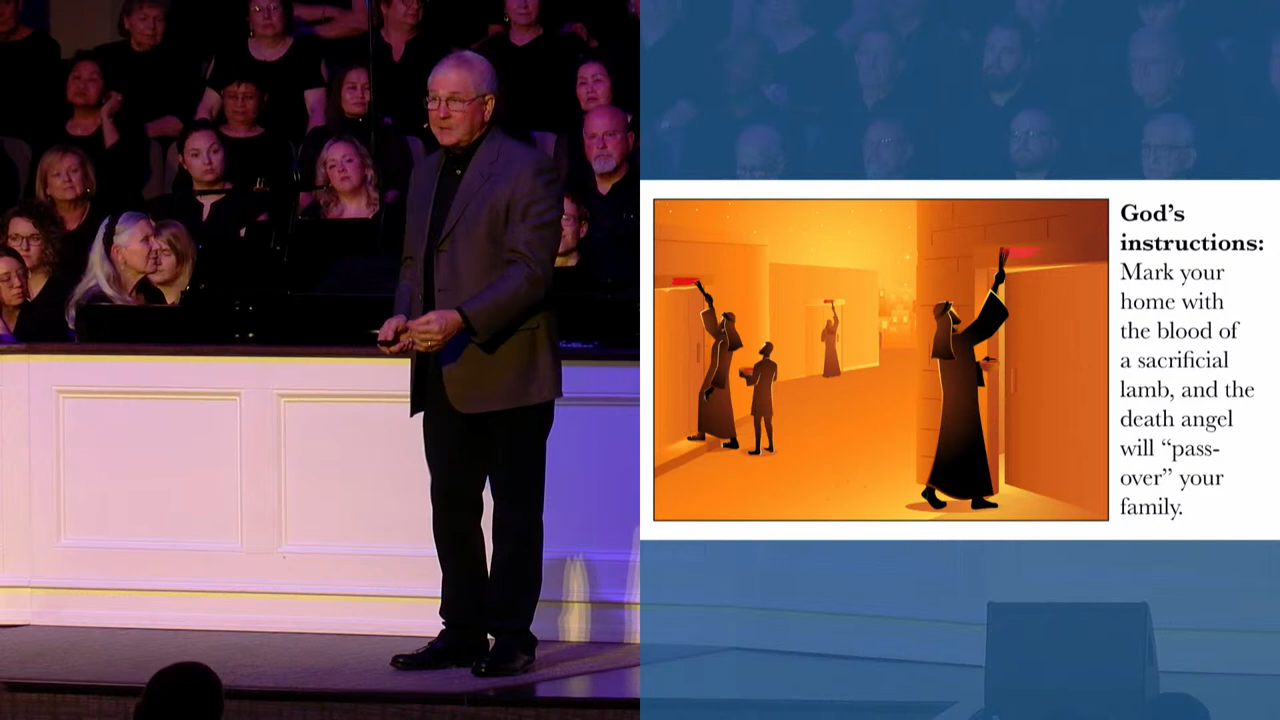 God’s
instructions:
Mark your
home with
the blood of
a sacrificial
lamb, and the
death angel
will “pass-
over” your
family.